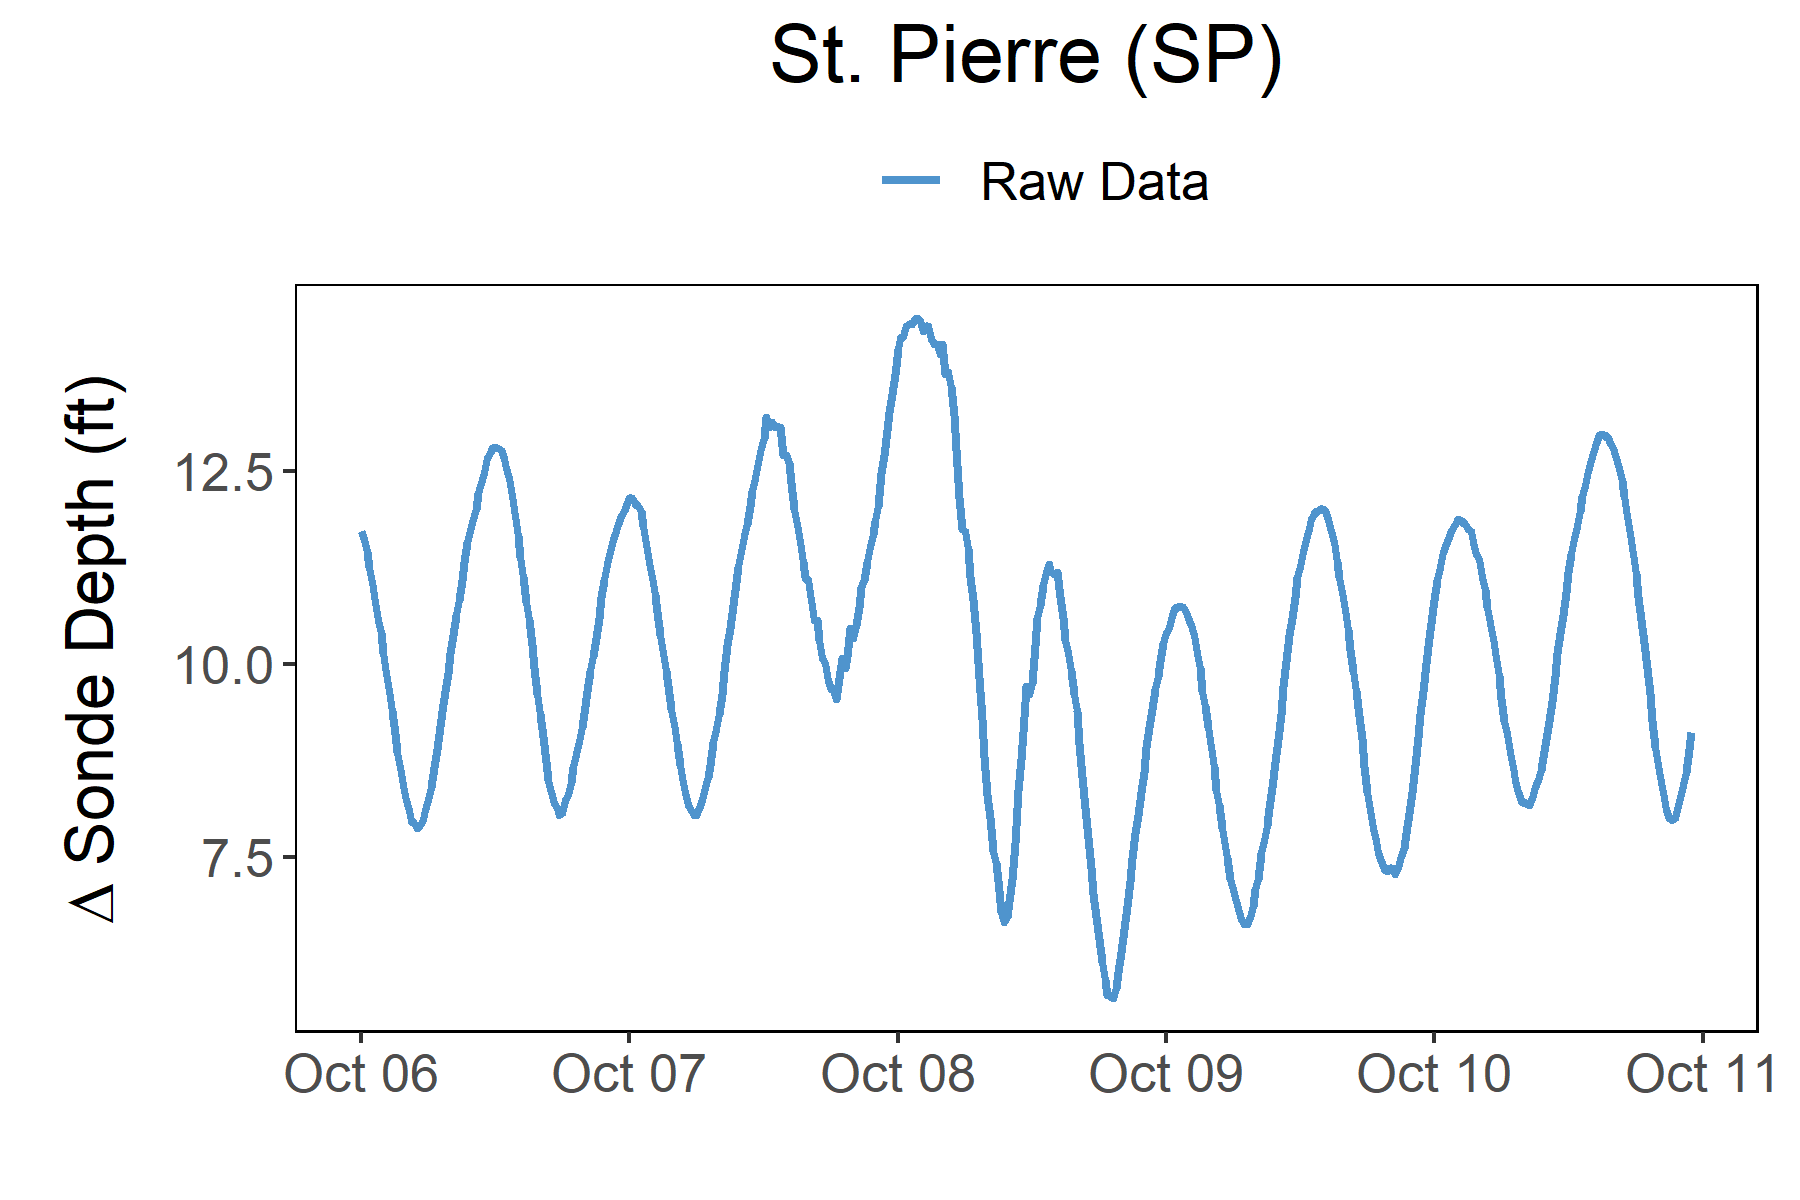 St. Pierre (SP)
Raw Data
Δ Sonde Depth (ft)
12.5
10.0
7.5
Oct 06 Oct 07 Oct 08 Oct 09 Oct 10 Oct 11